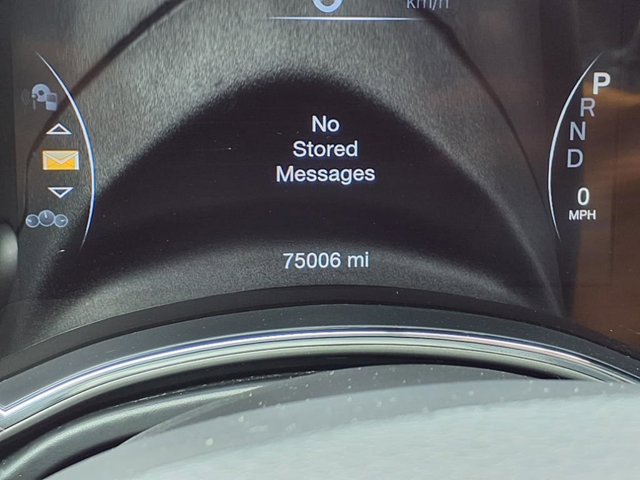 km/h
No
Stored
Messages
P
R
N
D
0
MPH
75006 mi